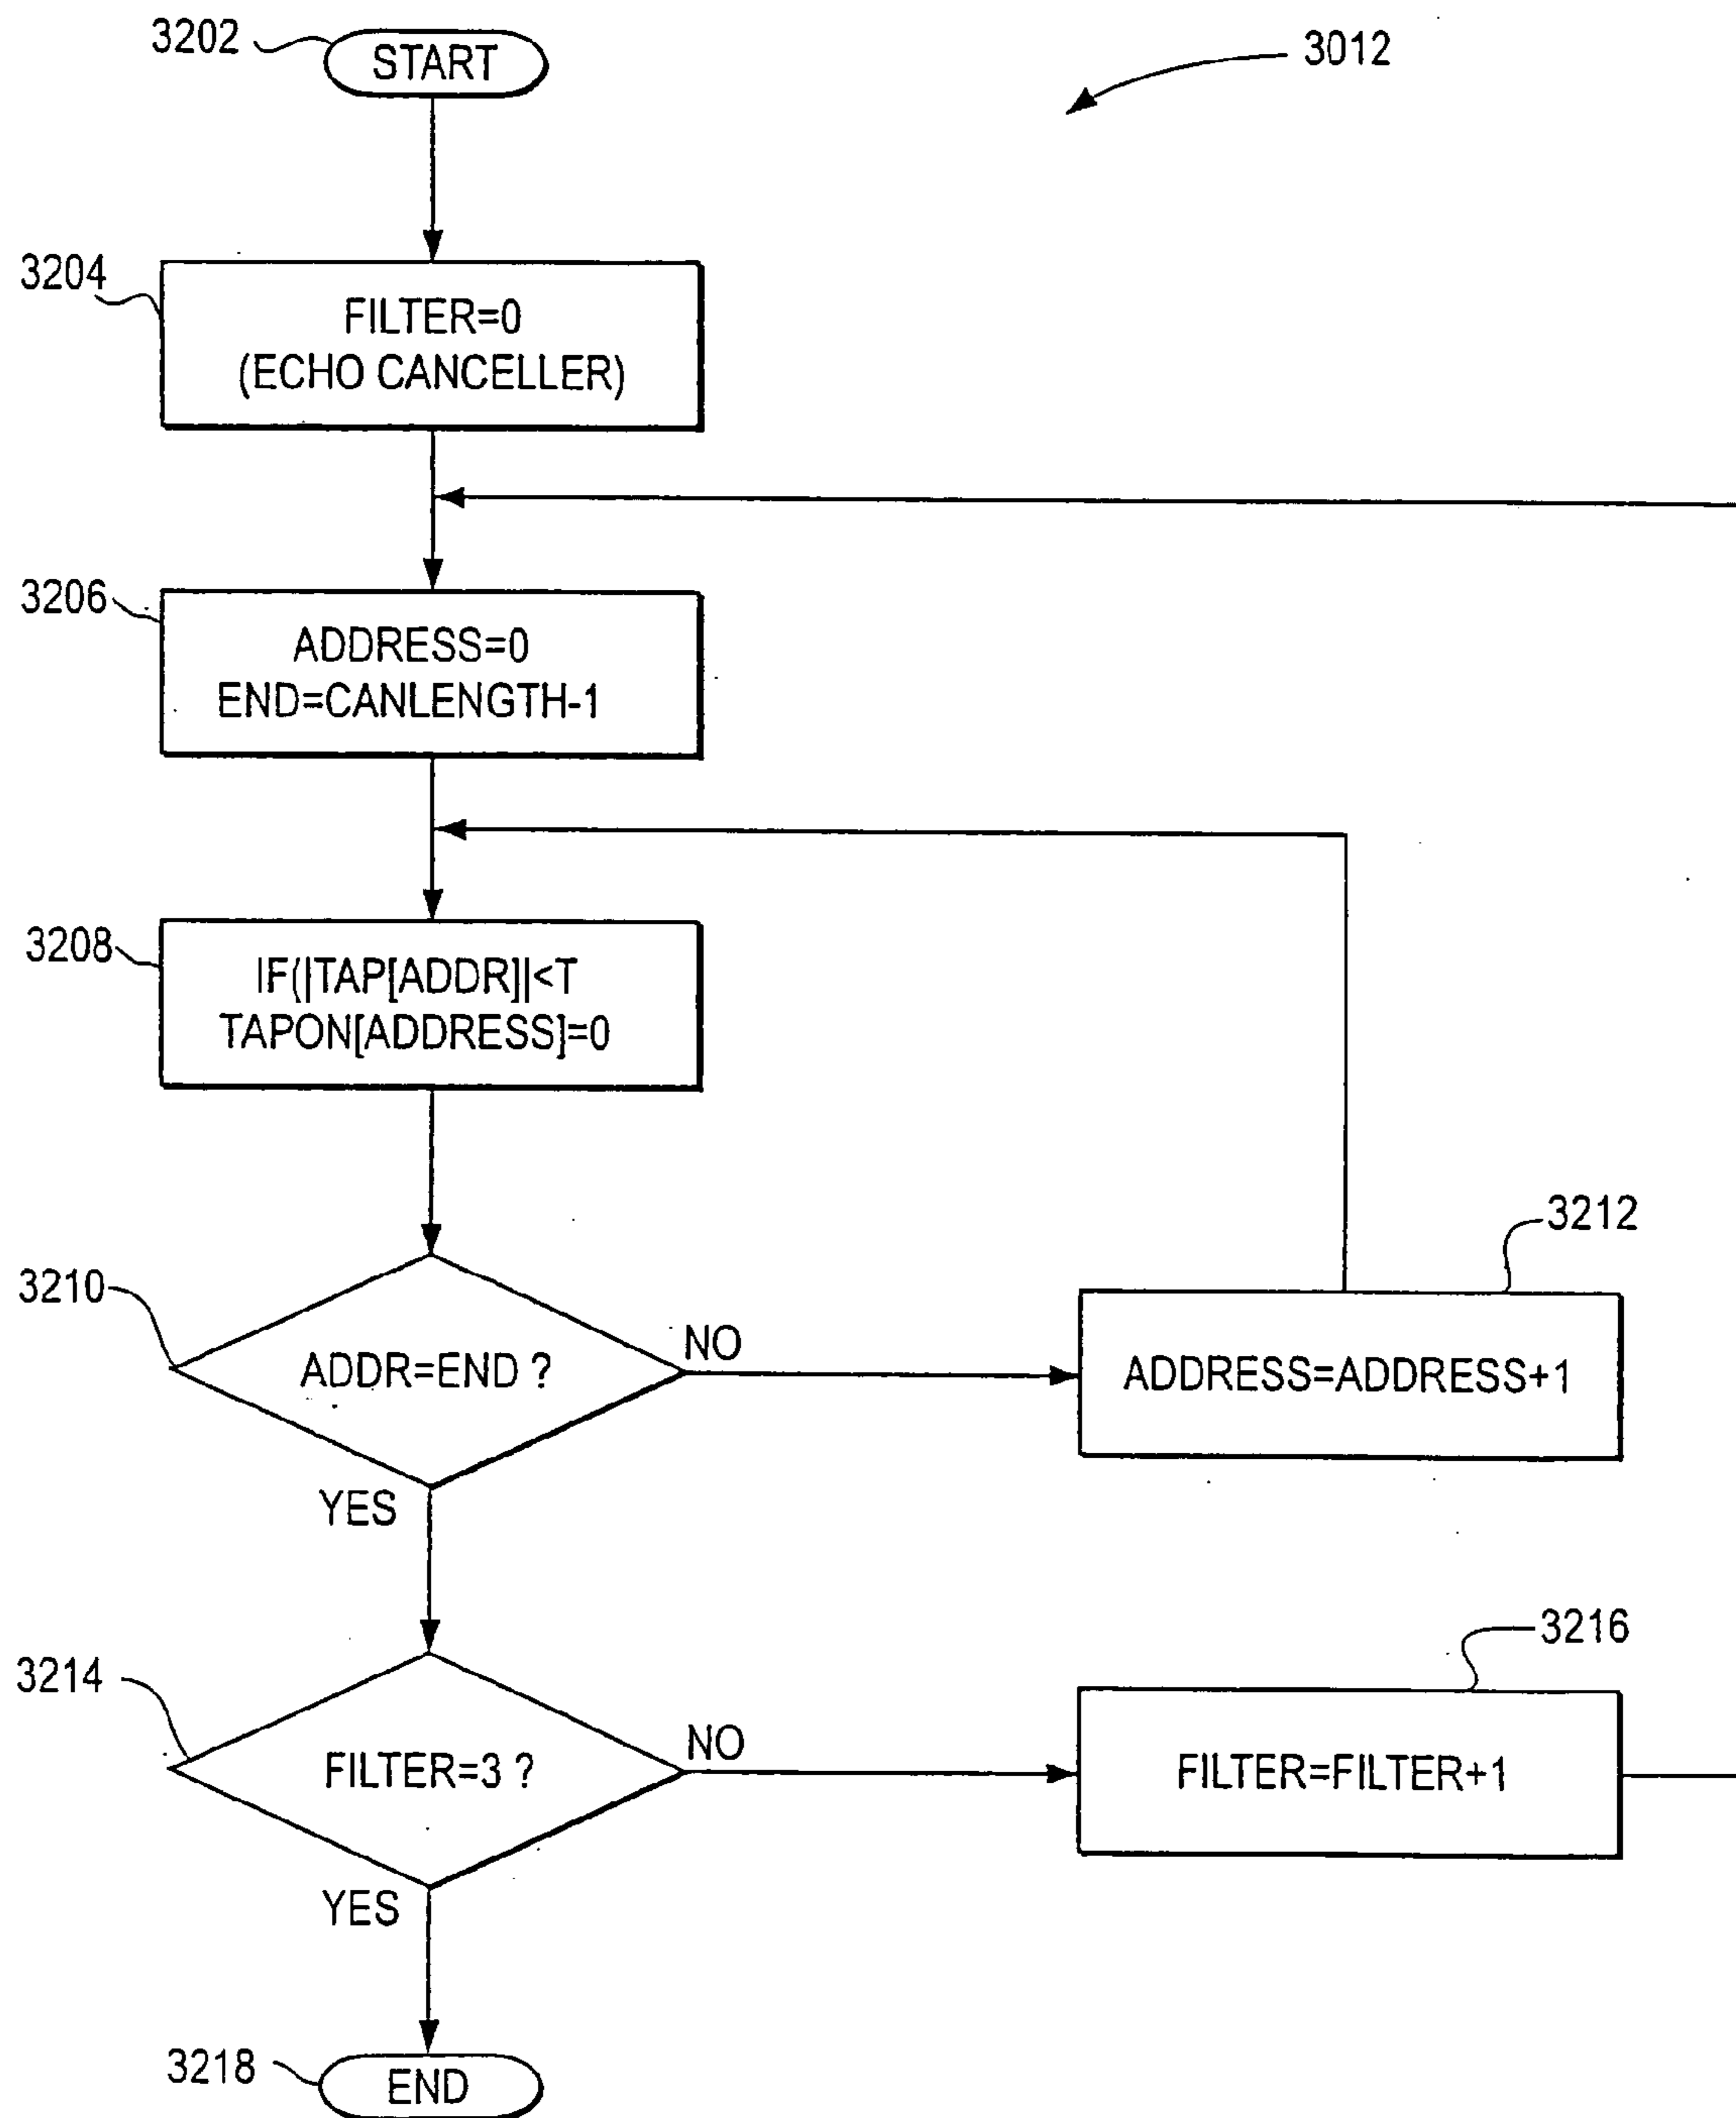 3202
START
3012
3204
FILTER=0
(ECHO CANCELLER)
3206
ADDRESS=0
END=CANLENGTH-1
3208
IF(|TAP[ADDR]|<T
TAPON[ADDRESS]=0
3212
3210
ADDR=END ?
NO
ADDRESS=ADDRESS+1
YES
3216
3214
FILTER=3 ?
NO
FILTER=FILTER+1
YES
3218
END